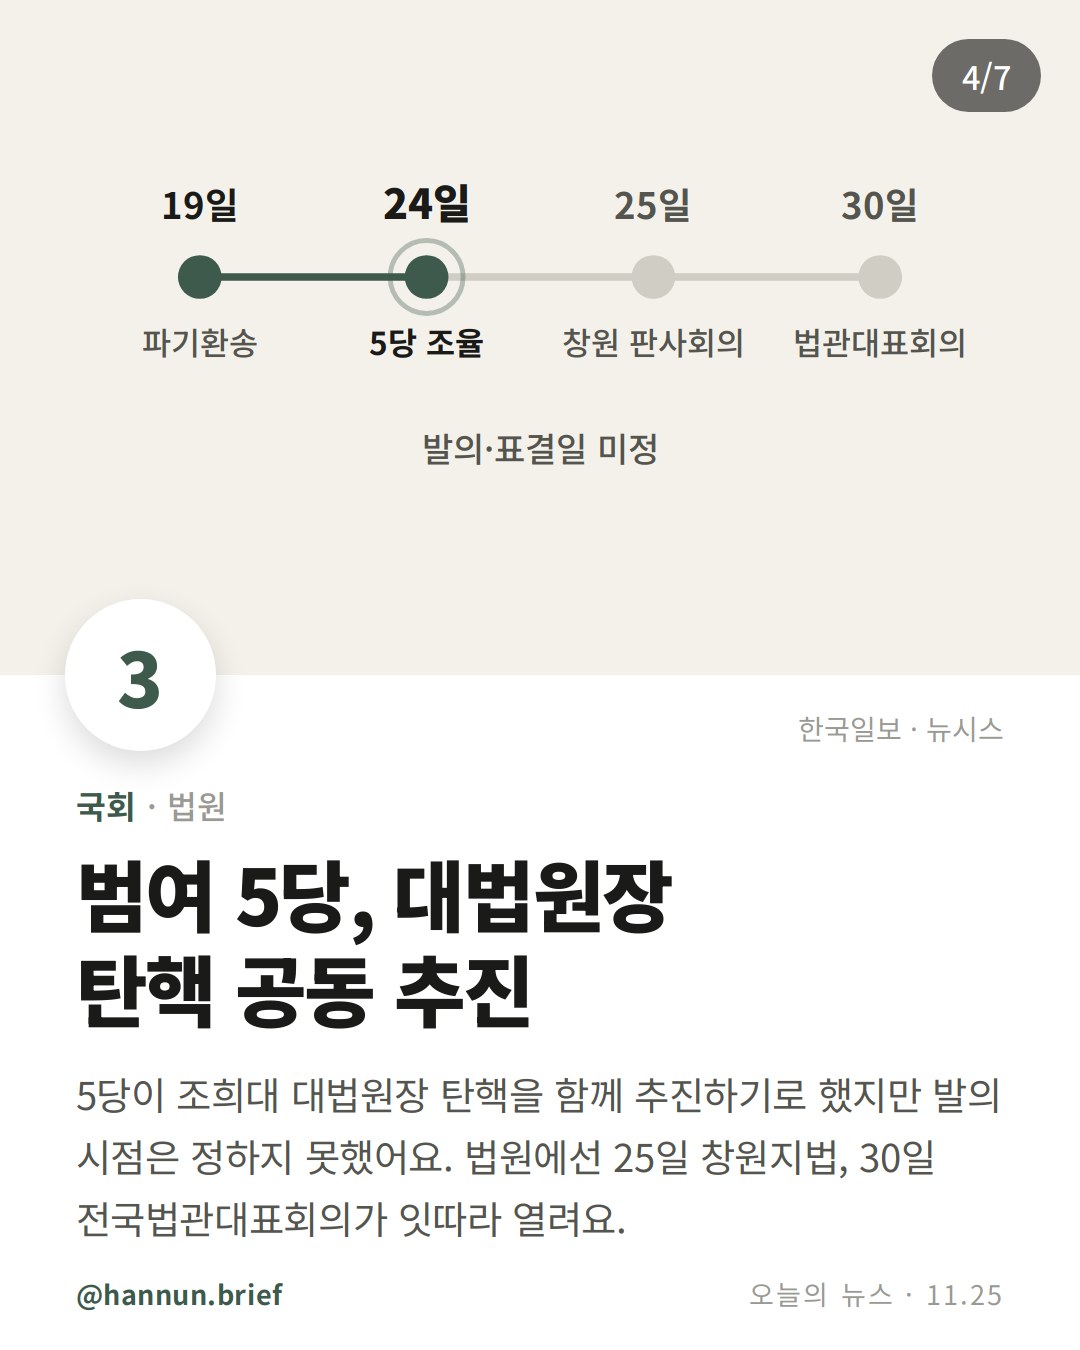 4/7
19일
24일
25일
30일
파기환송
5당 조율
창원 판사회의
법관대표회의
발의·표결일 미정
3
한국일보 · 뉴시스
국회 · 법원
범여 5당, 대법원장
탄핵 공동 추진
5당이 조희대 대법원장 탄핵을 함께 추진하기로 했지만 발의
시점은 정하지 못했어요. 법원에선 25일 창원지법, 30일
전국법관대표회의가 잇따라 열려요.
@hannun.brief
오늘의 뉴스 · 11.25